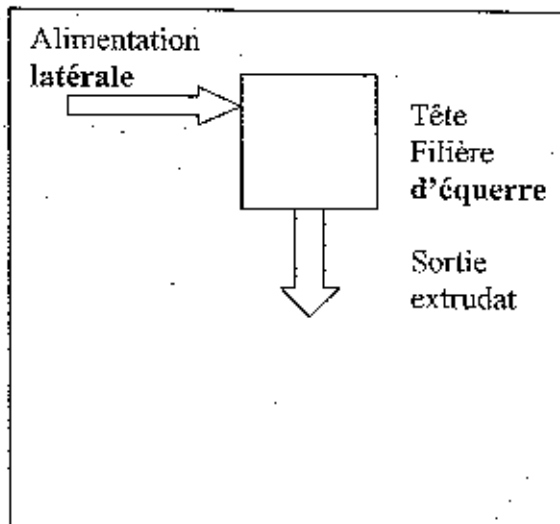 Alimentation
latérale
Tête
Filière
d'équerre
Sortie
extrudat